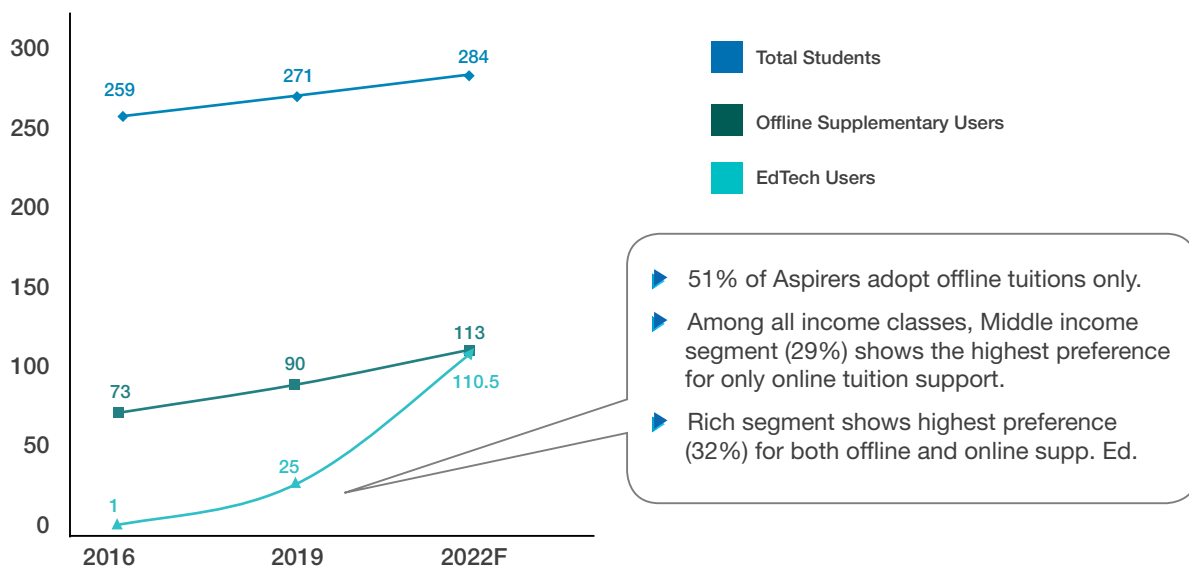 300
250
200
150
100
50
0
259
271
284
73
90
113
1
25
110.5
2016 2019 2022F
Total Students
Offline Supplementary Users
EdTech Users
51% of Aspirers adopt offline tuitions only.
Among all income classes, Middle income
segment (29%) shows the highest preference
for only online tuition support.
Rich segment shows highest preference
(32%) for both offline and online supp. Ed.